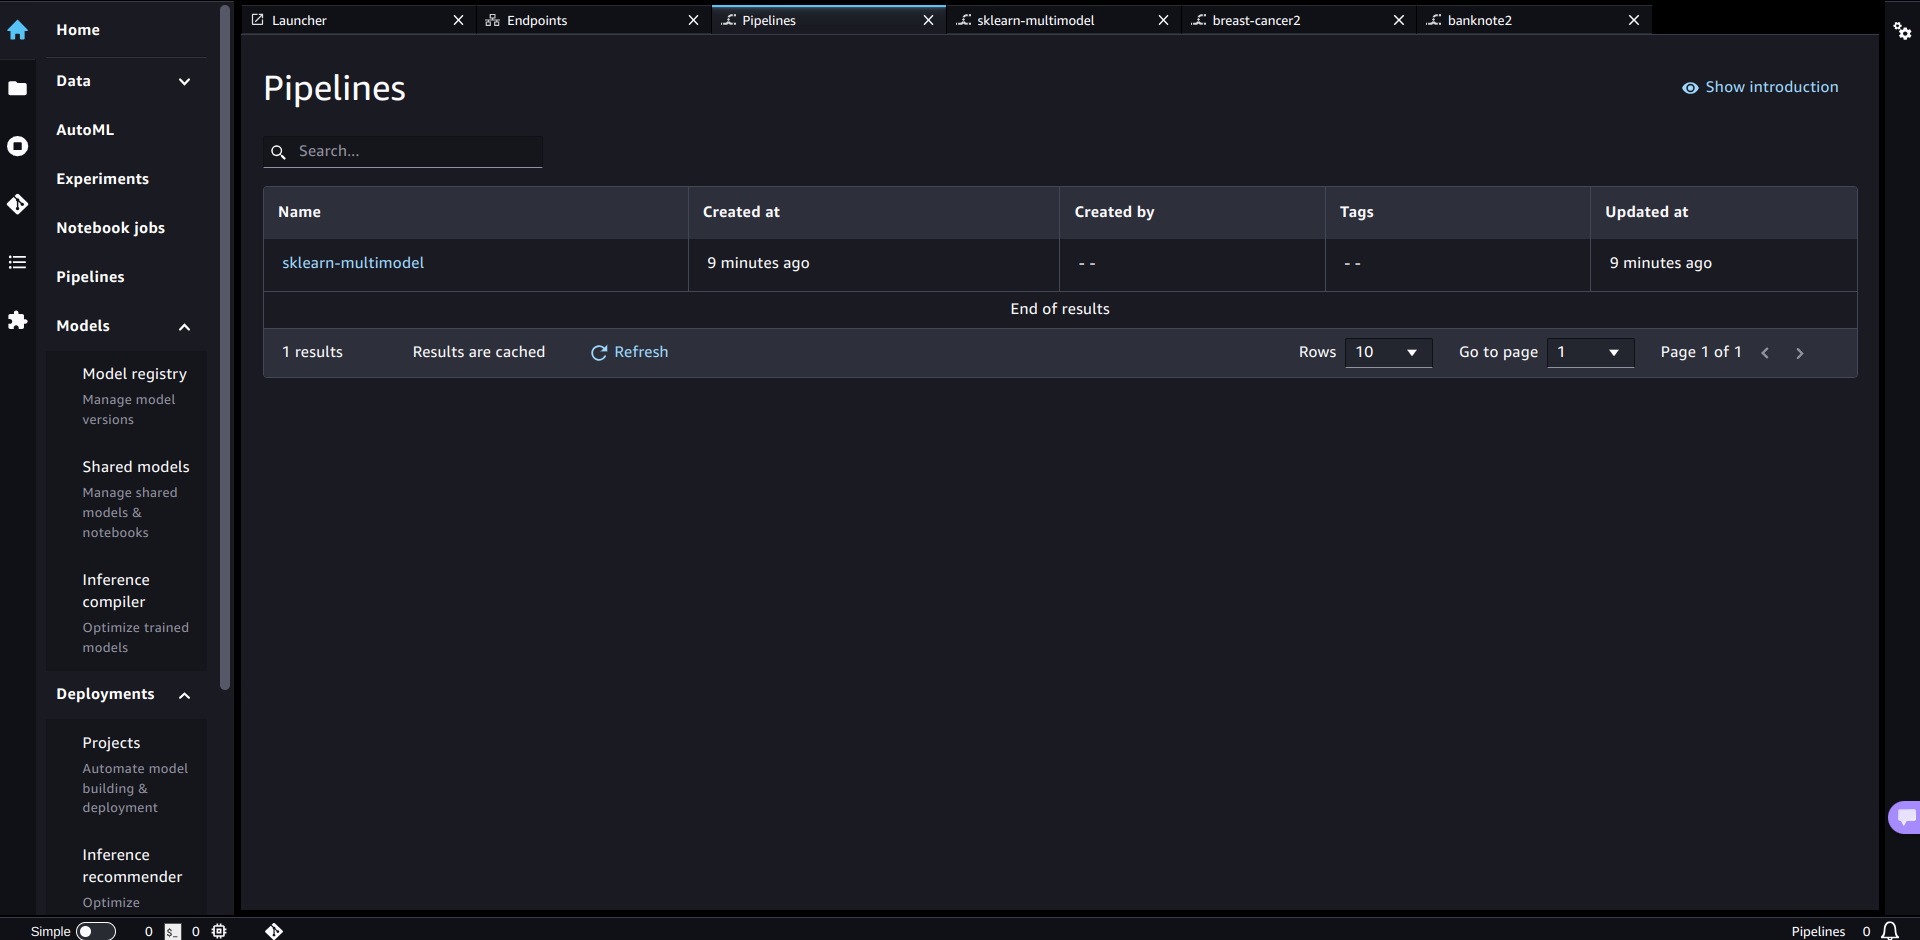 Launcher
Endpoints
Pipelines
sklearn-multimodel
breast-cancer2
banknote2
Home
Data
AutoML
Experiments
Notebook jobs
Pipelines
Models
Model registry
Manage model
versions
Shared models
Manage shared
models &
notebooks
Inference
compiler
Optimize trained
models
Deployments
Projects
Automate model
building &
deployment
Inference
recommender
Optimize
Pipelines
Show introduction
Search...
Name Created at Created by Tags Updated at
sklearn-multimodel 9 minutes ago - - - - 9 minutes ago
End of results
1 results Results are cached Refresh Rows 10 Go to page 1 Page 1 of 1
Simple 0 $_ 0 Pipelines 0